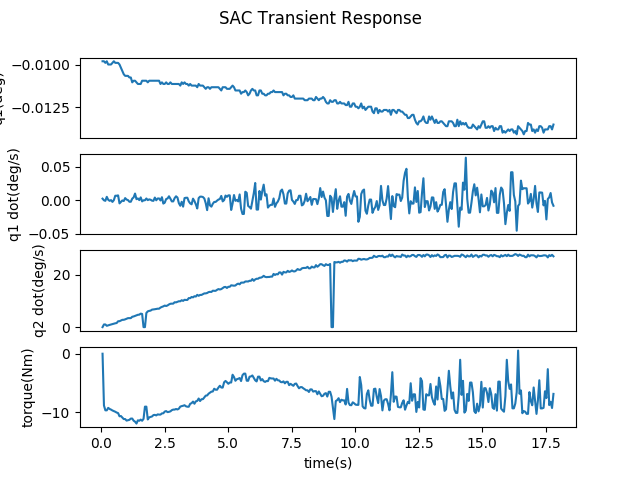 SAC Transient Response
−0.0100
−0.0125
q1(deg)
0.05
0.00
−0.05
q1 dot(deg/s)
20
0
q2 dot(deg/s)
0
−10
torque(Nm)
0.0 2.5 5.0 7.5 10.0 12.5 15.0 17.5
time(s)